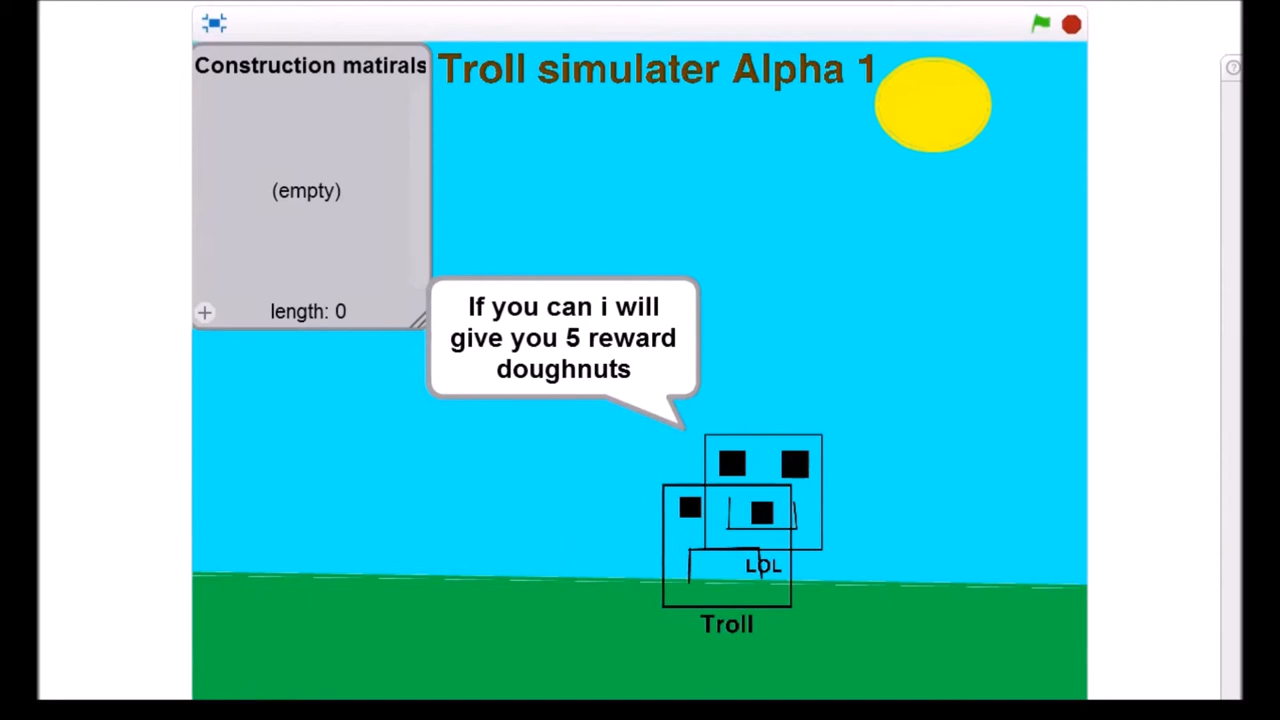 Construction matirals
Troll simulater Alpha 1
(empty)
length: 0
If you can i will
give you 5 reward
doughnuts
LOL
Troll